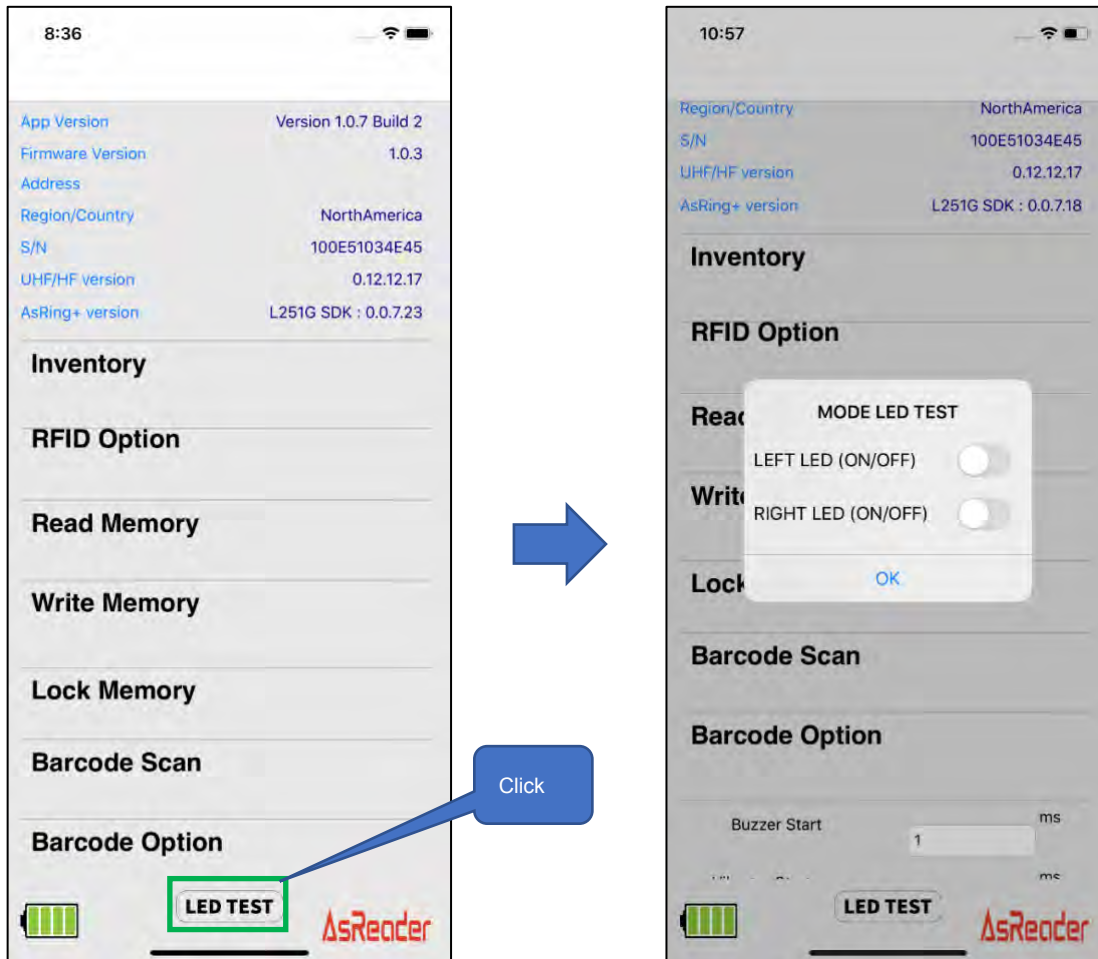 8:36
App Version Version 1.0.7 Build 2
Firmware Version 1.0.3
Address
Region/Country NorthAmerica
S/N 100E51034E45
UHF/HF version 0.12.12.17
AsRing+ version L251G SDK : 0.0.7.23
Inventory
RFID Option
Read Memory
Write Memory
Lock Memory
Barcode Scan
Barcode Option
LED TEST
AsReader
Click
10:57
Region/Country NorthAmerica
S/N 100E51034E45
UHF/HF version 0.12.12.17
AsRing+ version L251G SDK : 0.0.7.18
Inventory
RFID Option
Read
MODE LED TEST
LEFT LED (ON/OFF)
Write
RIGHT LED (ON/OFF)
Lock
OK
Barcode Scan
Barcode Option
Buzzer Start 1 ms
ms
LED TEST
AsReader